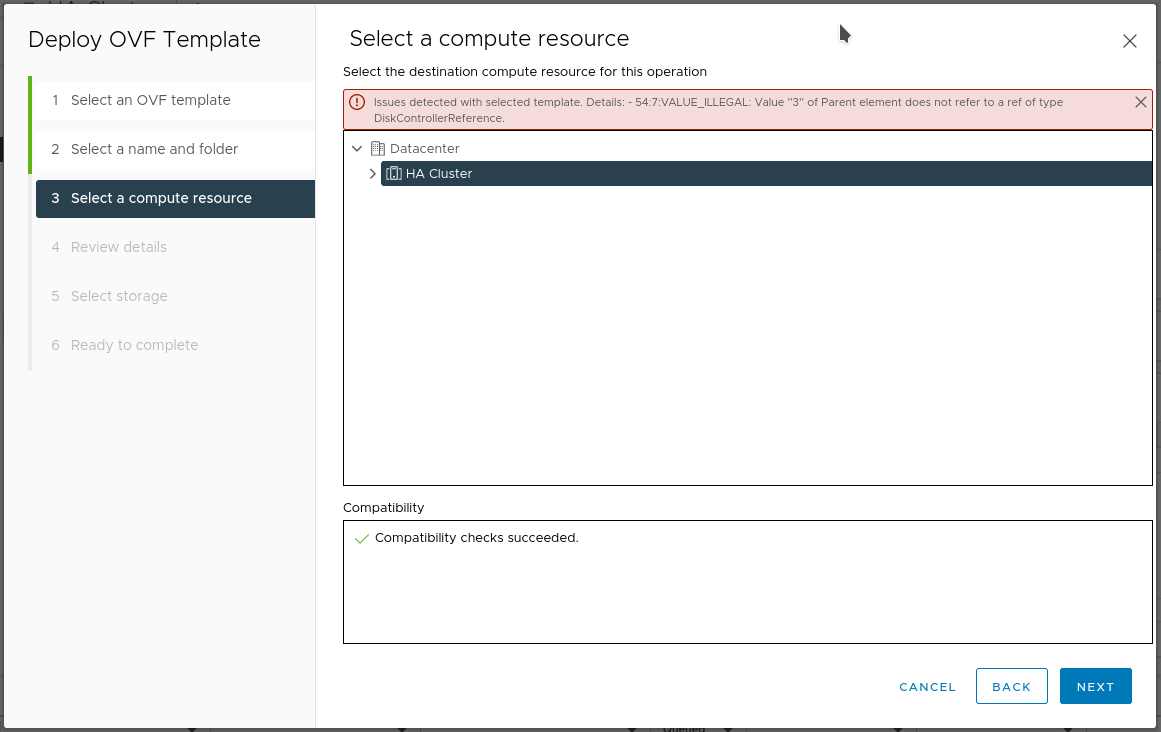 Deploy OVF Template
1 Select an OVF template
2 Select a name and folder
3 Select a compute resource
4 Review details
5 Select storage
6 Ready to complete
Select a compute resource
Select the destination compute resource for this operation
Issues detected with selected template. Details: - 54:7:VALUE_ILLEGAL: Value "3" of Parent element does not refer to a ref of type
DiskControllerReference.
Datacenter
HA Cluster
Compatibility
Compatibility checks succeeded.
CANCEL
BACK
NEXT